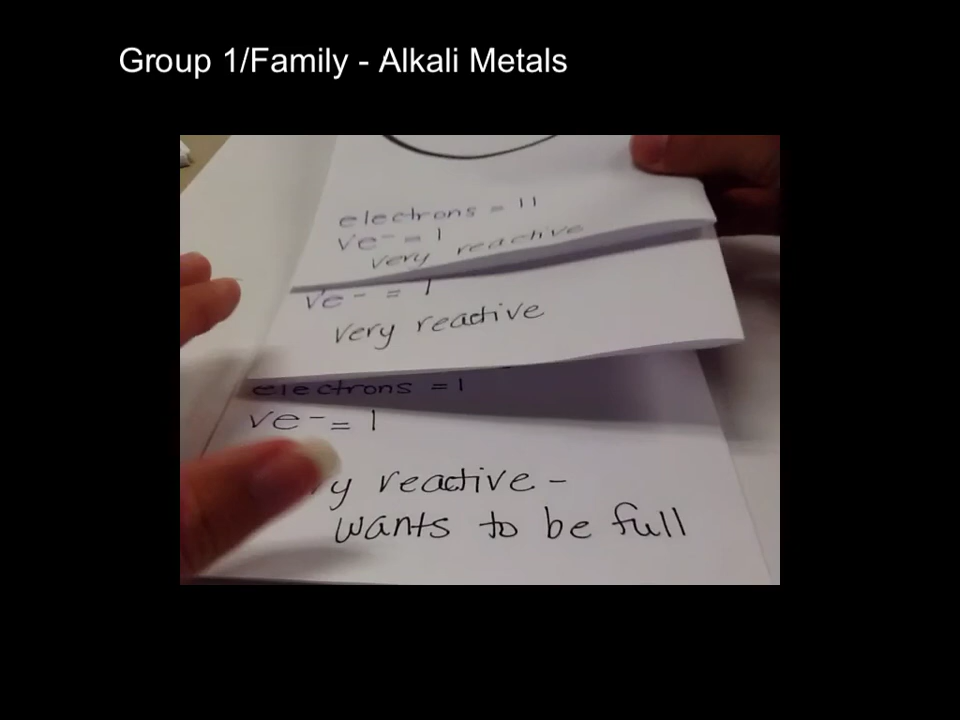 Group 1/Family - Alkali Metals
electrons = 11
ve⁻ = 1
very reactive
ve⁻ = 1
very reactive
electrons = 1
ve⁻ = 1
reactive -
wants to be full